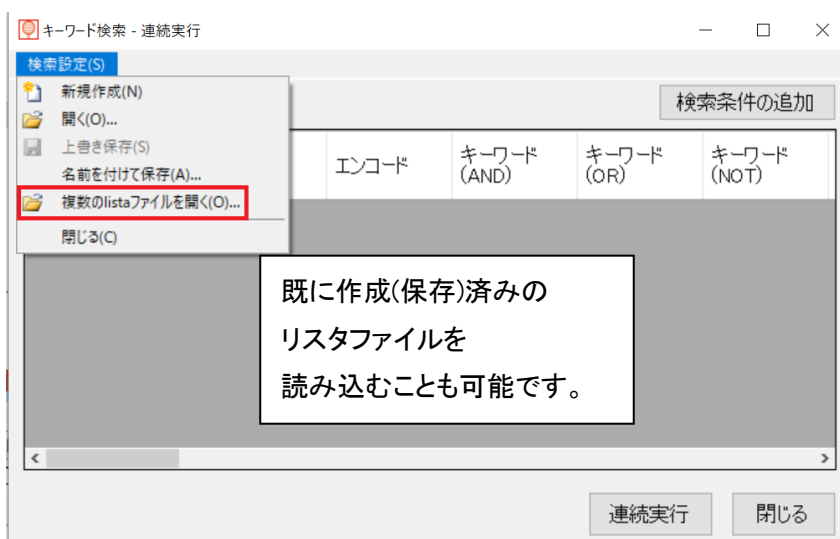 キーワード検索 - 連続実行
検索設定(S)
新規作成(N)
開く(O)...
上書き保存(S)
名前を付けて保存(A)...
複数のlistaファイルを開く(O)...
閉じる(C)
検索条件の追加
エンコード
キーワード
(AND)
キーワード
(OR)
キーワード
(NOT)
既に作成(保存)済みの
リスタファイルを
読み込むことも可能です。
連続実行
閉じる